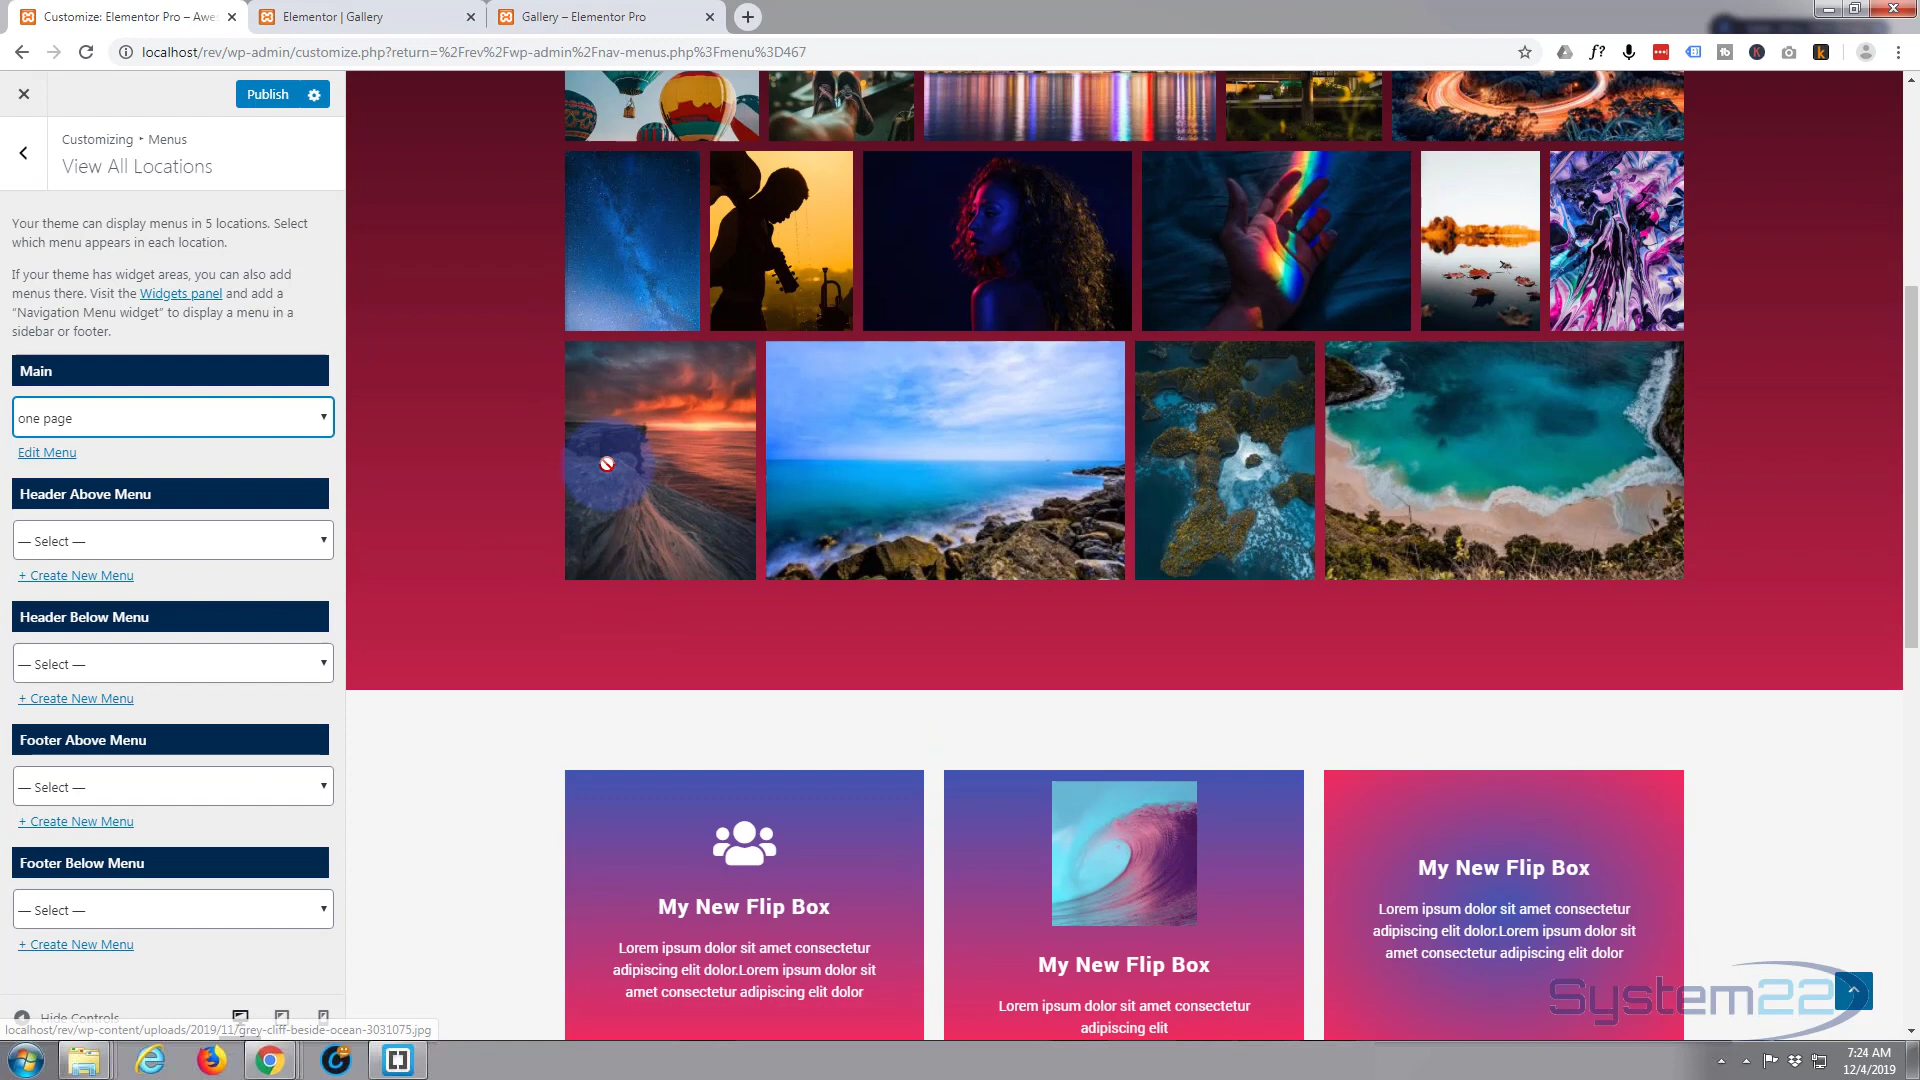 Customize: Elementor Pro – Awe
Elementor | Gallery
Gallery – Elementor Pro
localhost/rev/wp-admin/customize.php?return=%2Frev%2Fwp-admin%2Fnav-menus.php%3Fmenu%3D467
f?
Publish
Customizing ‣ Menus
View All Locations
Your theme can display menus in 5 locations. Select
which menu appears in each location.
If your theme has widget areas, you can also add
menus there. Visit the Widgets panel and add a
“Navigation Menu widget” to display a menu in a
sidebar or footer.
Main
one page
Edit Menu
Header Above Menu
— Select —
+ Create New Menu
Header Below Menu
— Select —
+ Create New Menu
Footer Above Menu
— Select —
+ Create New Menu
Footer Below Menu
— Select —
+ Create New Menu
Hide Controls
localhost/rev/wp-content/uploads/2019/11/grey-cliff-beside-ocean-3031075.jpg
My New Flip Box
Lorem ipsum dolor sit amet consectetur
adipiscing elit dolor.Lorem ipsum dolor sit
amet consectetur adipiscing elit dolor
My New Flip Box
Lorem ipsum dolor sit amet consectetur
adipiscing elit
My New Flip Box
Lorem ipsum dolor sit amet consectetur
adipiscing elit dolor.Lorem ipsum dolor sit
amet consectetur adipiscing elit dolor
System22
7:24 AM
12/4/2019